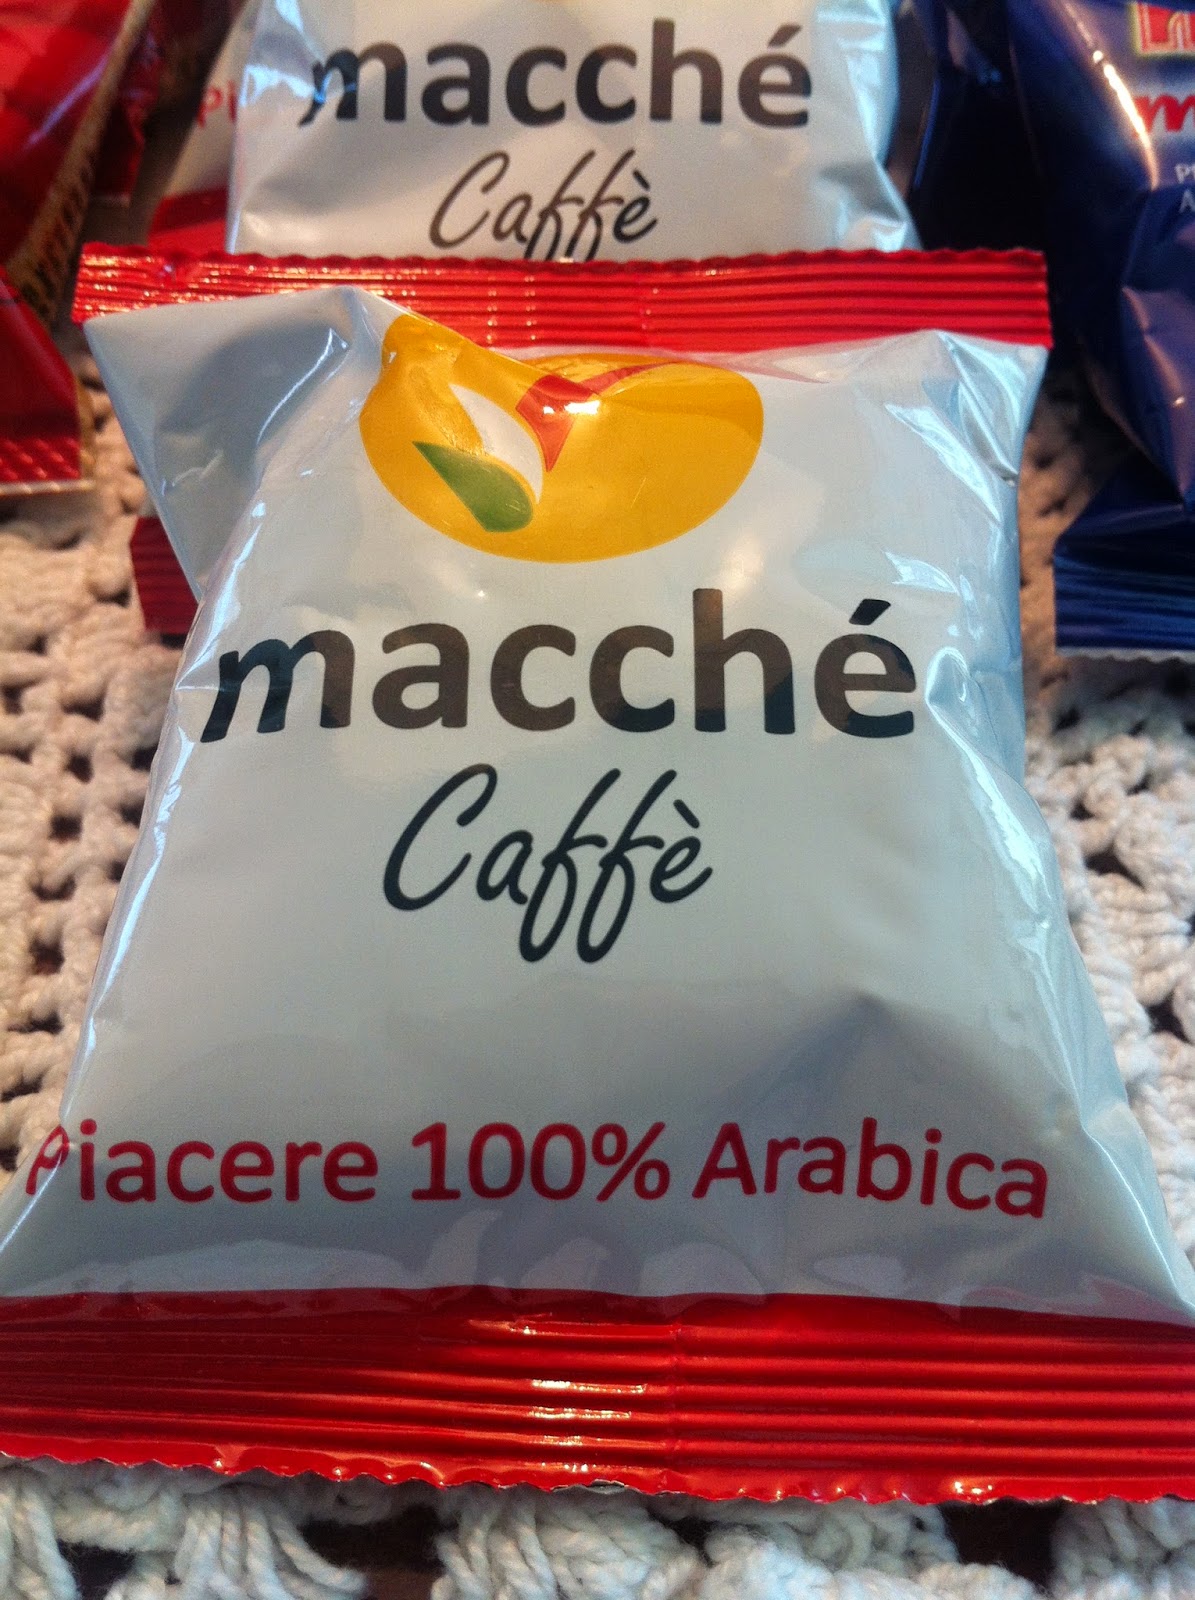 macché
Caffè
macché
Caffè
Piacere 100% Arabica